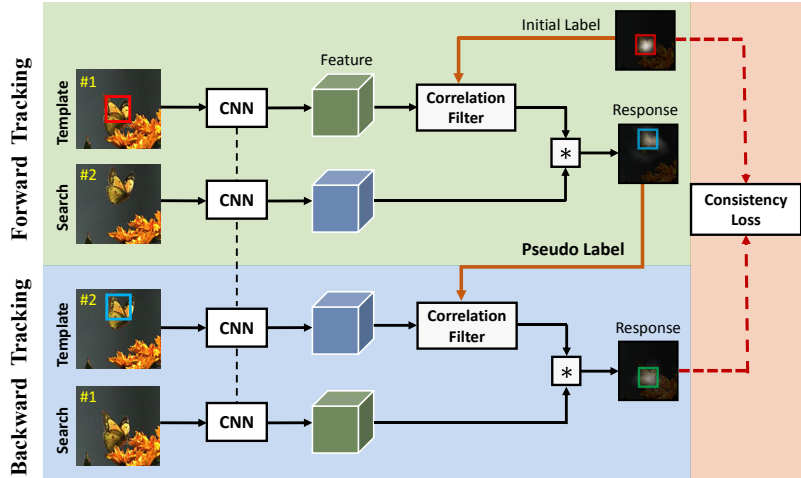 Forward Tracking
Initial Label
Feature
#1
Template
CNN
Correlation
Filter
Response
*
#2
Search
CNN
Consistency
Loss
Pseudo Label
Backward Tracking
#2
Template
CNN
Correlation
Filter
Response
*
#1
Search
CNN